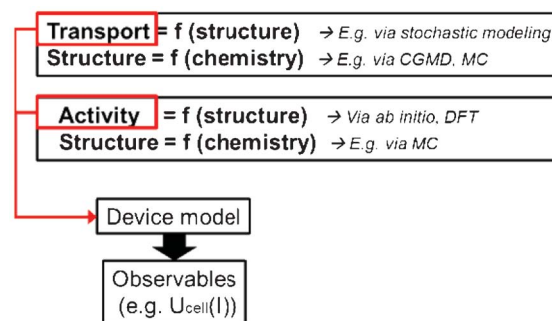 Transport = f (structure) → E.g. via stochastic modeling
Structure = f (chemistry) → E.g. via CGMD, MC
Activity = f (structure) → Via ab initio, DFT
Structure = f (chemistry) → E.g. via MC
Device model
Observables
(e.g. Ucell(I))